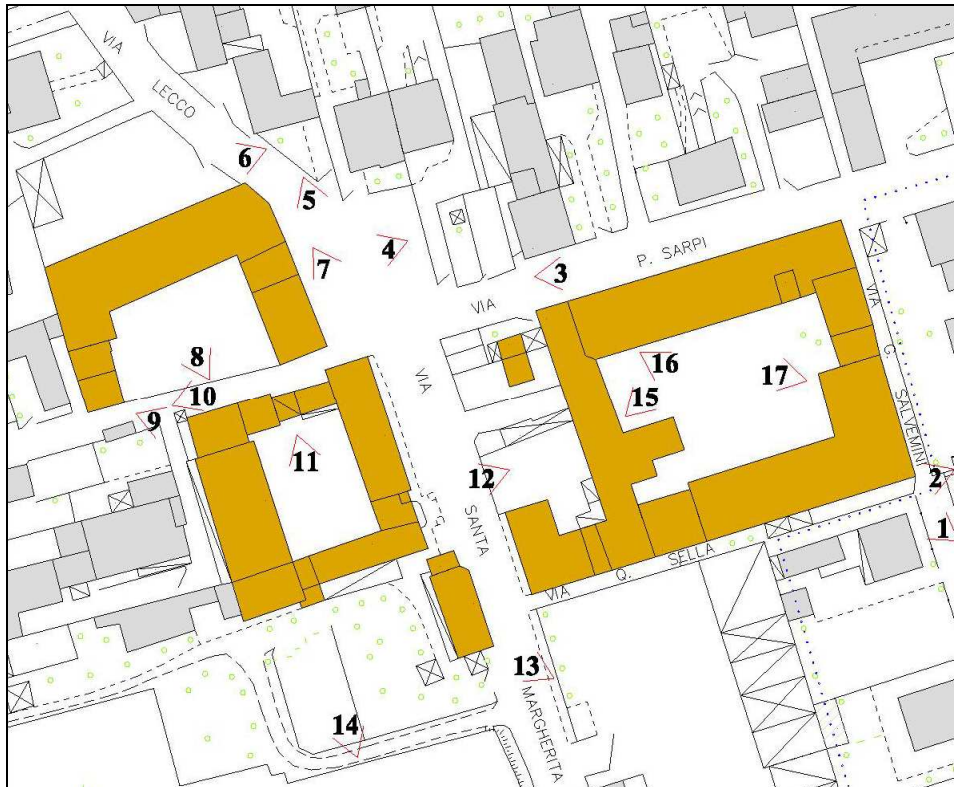 VIA
LECCO
6
5
4
7
3
P. SARPI
VIA
VIA
G.
SALVEMINI
8
10
9
VIA
16
17
15
11
12
SANTA
2
1
VIA
Q.
SELLA
13
MARGHERITA
14